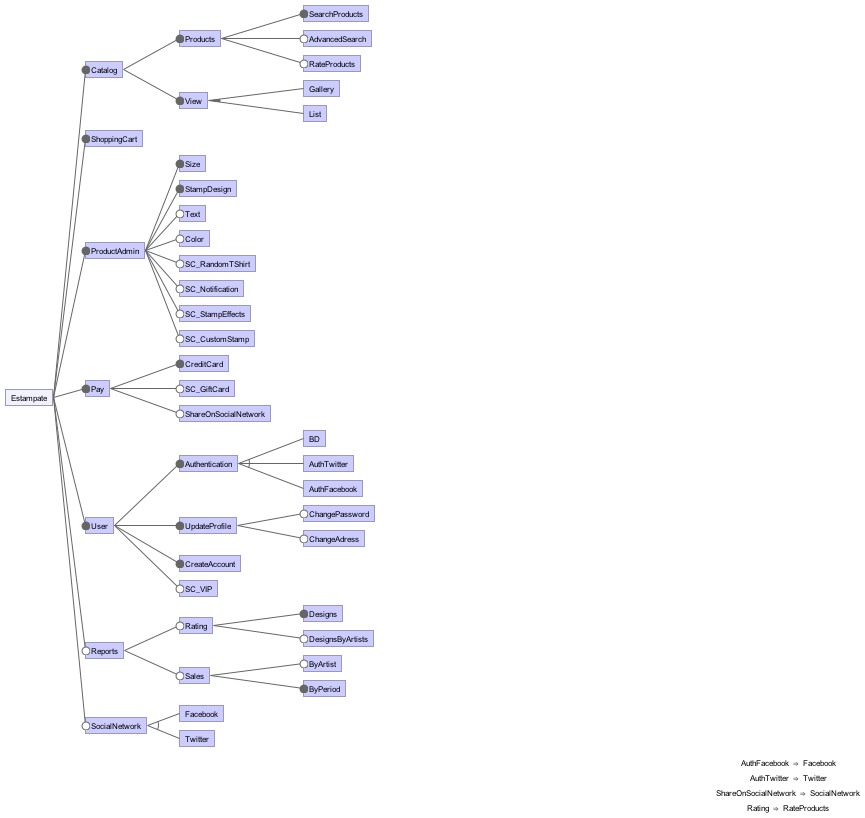 SearchProducts
Products
AdvancedSearch
RateProducts
Catalog
Gallery
View
List
ShoppingCart
Size
StampDesign
Text
Color
ProductAdmin
SC_RandomTShirt
SC_Notification
SC_StampEffects
SC_CustomStamp
CreditCard
Pay
SC_GiftCard
Estampate
ShareOnSocialNetwork
BD
Authentication
AuthTwitter
AuthFacebook
ChangePassword
User
UpdateProfile
ChangeAdress
CreateAccount
SC_VIP
Designs
Rating
DesignsByArtists
Reports
ByArtist
Sales
ByPeriod
Facebook
SocialNetwork
Twitter
AuthFacebook ⇒ Facebook
AuthTwitter ⇒ Twitter
ShareOnSocialNetwork ⇒ SocialNetwork
Rating ⇒ RateProducts